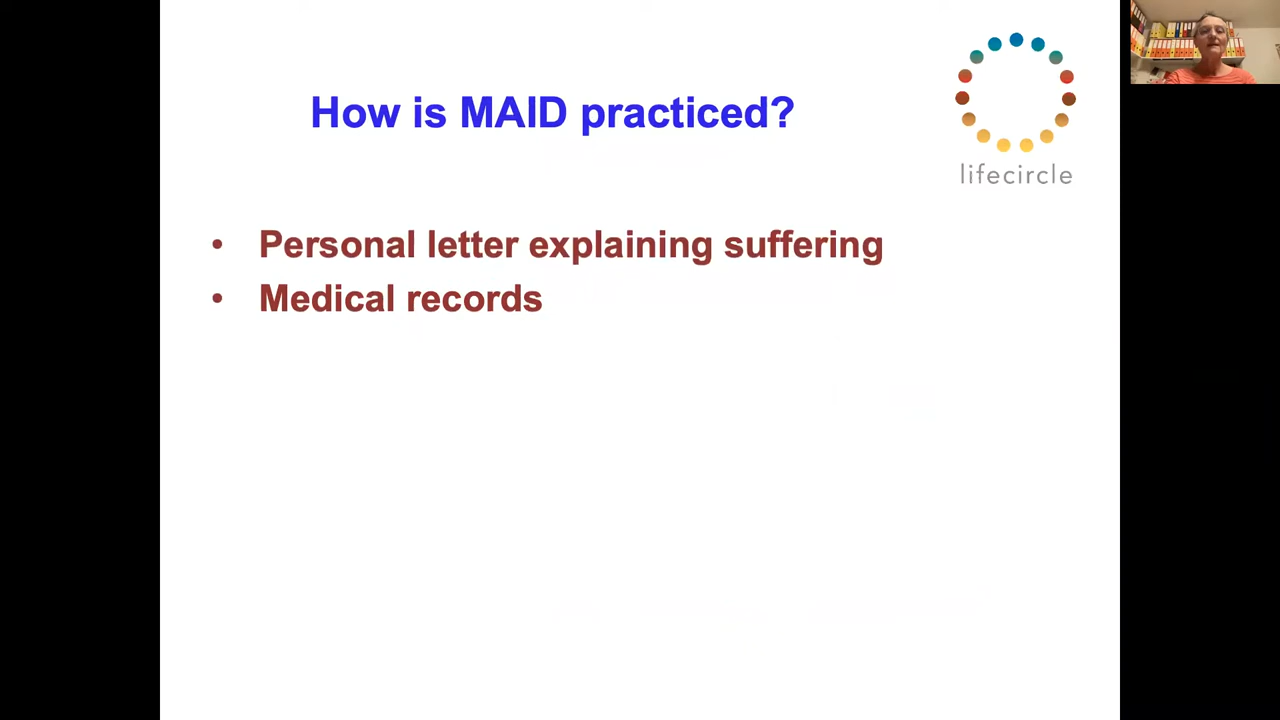 How is MAID practiced?
lifecircle
• Personal letter explaining suffering
• Medical records